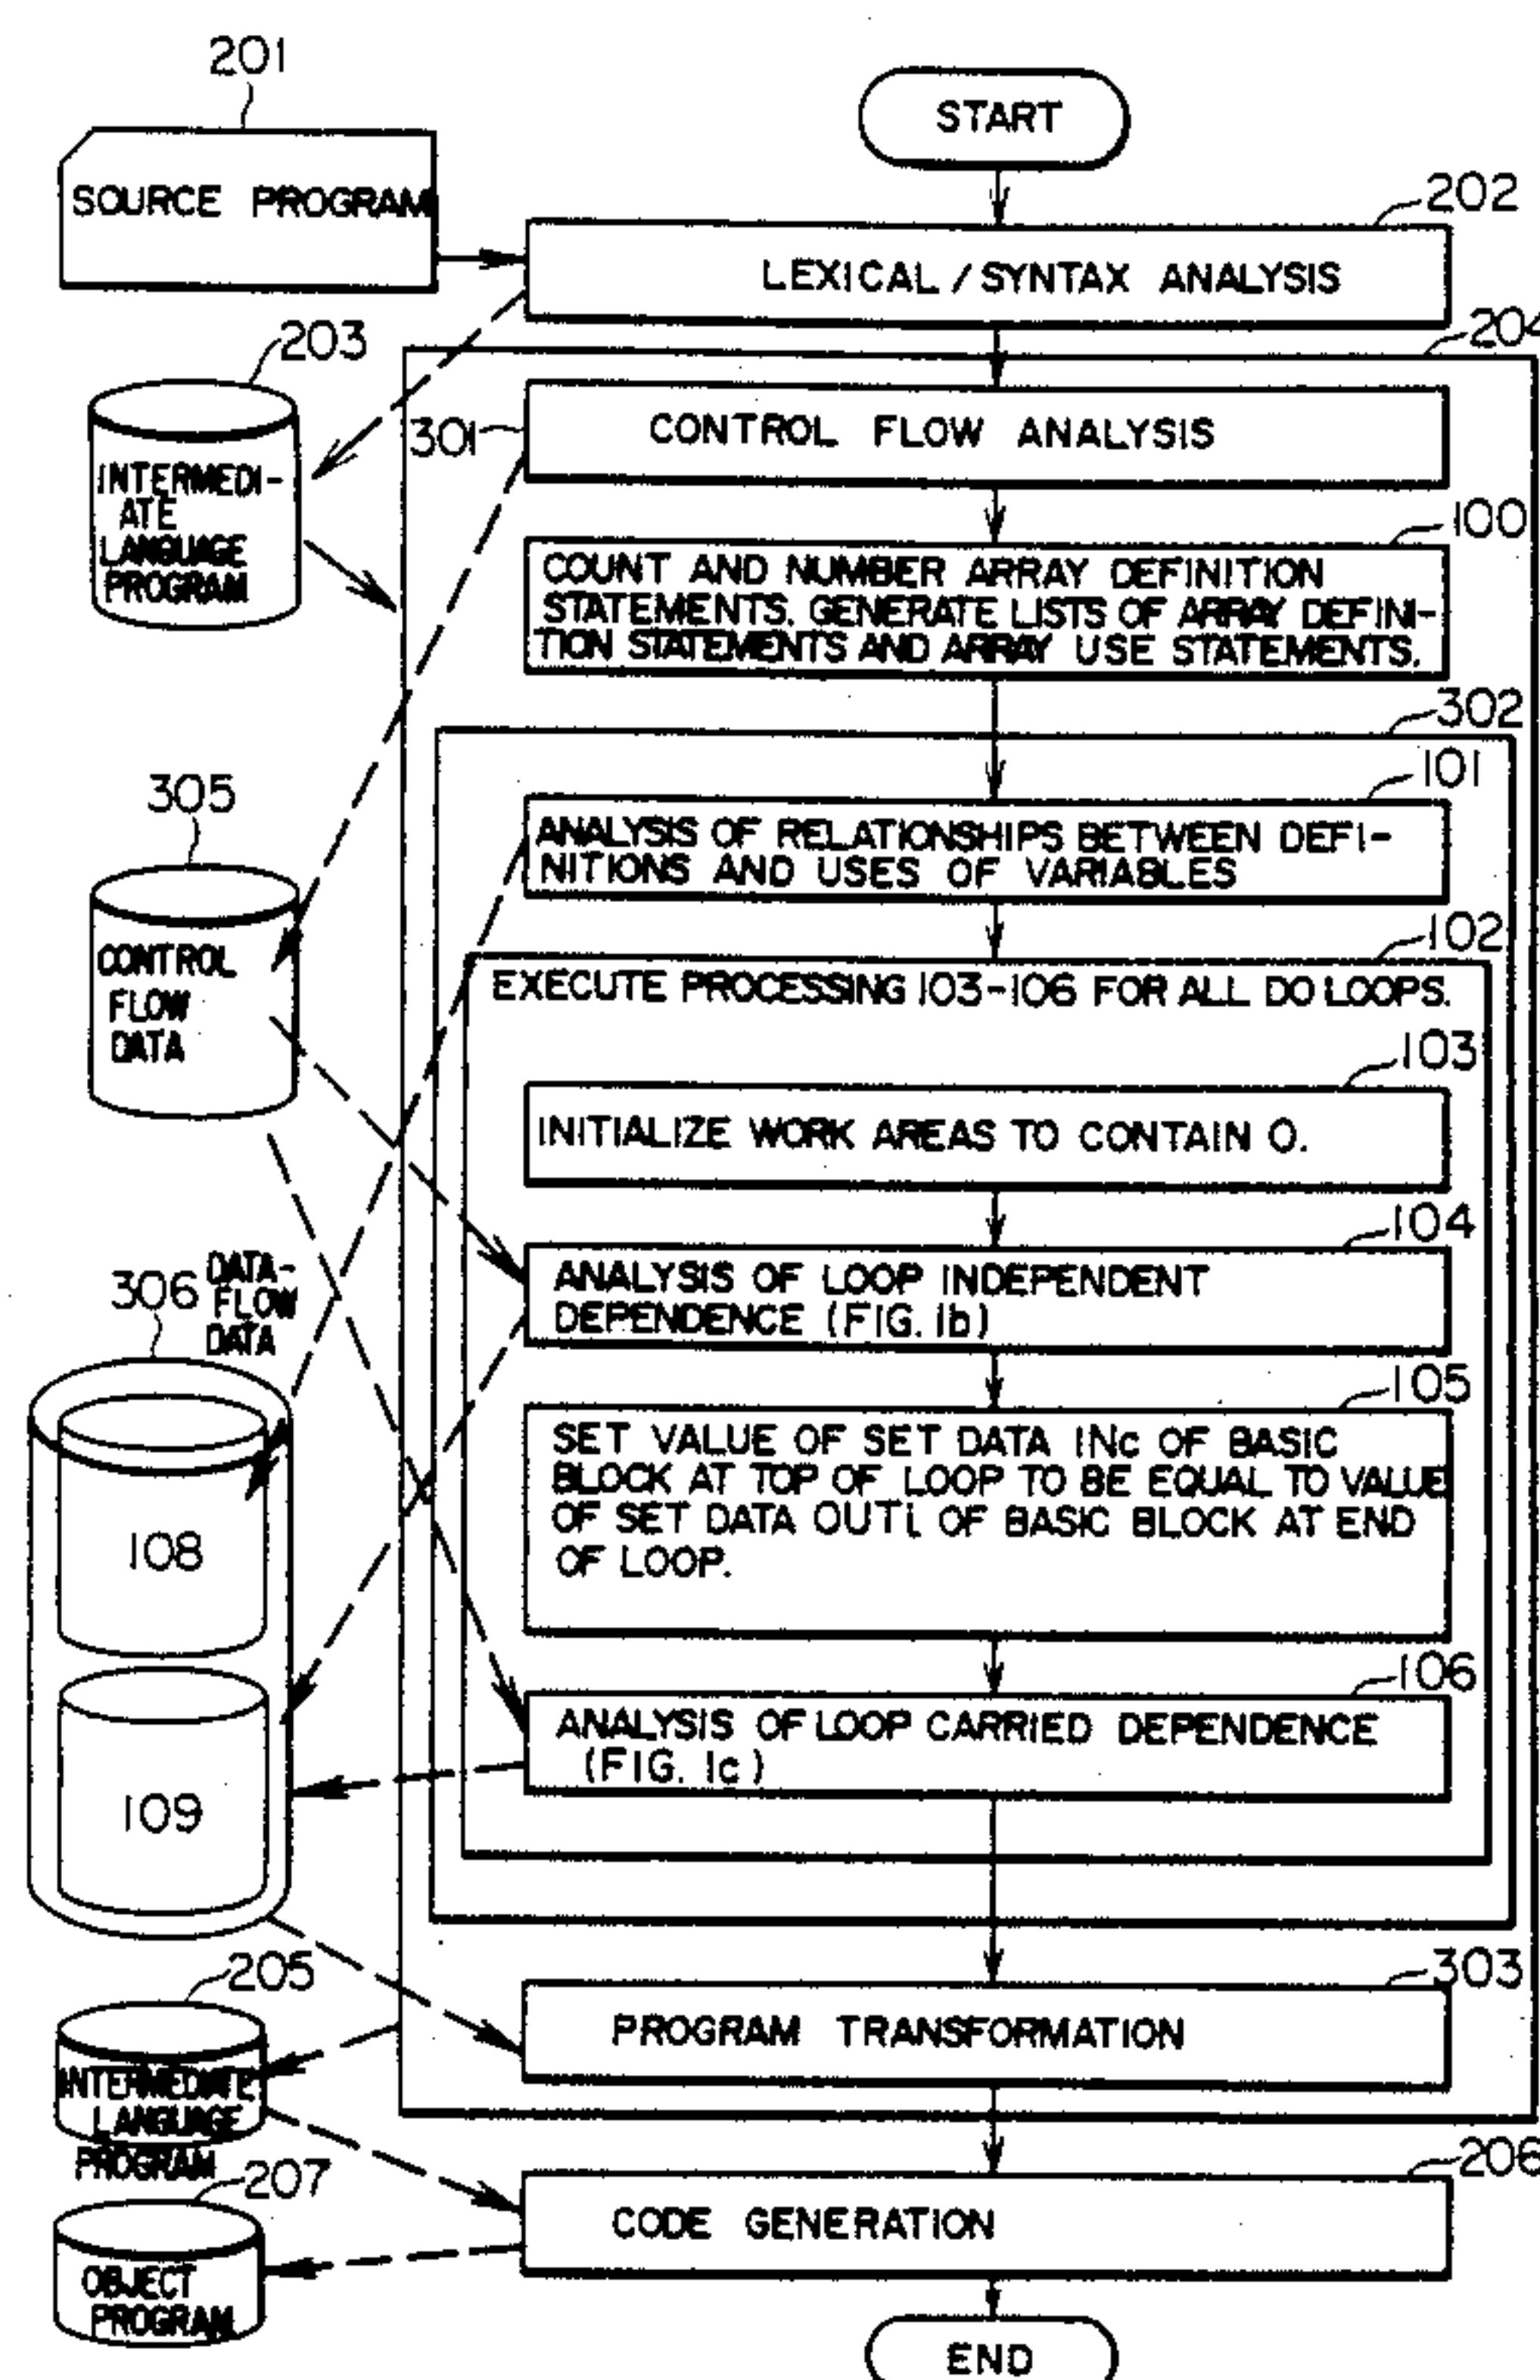 201
START
SOURCE PROGRAM
202
LEXICAL / SYNTAX ANALYSIS
204
203
301
CONTROL FLOW ANALYSIS
INTERMEDI-
ATE
LANGUAGE
PROGRAM
100
COUNT AND NUMBER ARRAY DEFINITION
STATEMENTS. GENERATE LISTS OF ARRAY DEFINI-
TION STATEMENTS AND ARRAY USE STATEMENTS.
302
101
305
ANALYSIS OF RELATIONSHIPS BETWEEN DEFI-
NITIONS AND USES OF VARIABLES
102
CONTROL
FLOW
DATA
EXECUTE PROCESSING 103-106 FOR ALL DO LOOPS.
103
INITIALIZE WORK AREAS TO CONTAIN 0.
104
306
DATA-
FLOW
DATA
ANALYSIS OF LOOP INDEPENDENT
DEPENDENCE (FIG. 1b)
105
SET VALUE OF SET DATA INc OF BASIC
BLOCK AT TOP OF LOOP TO BE EQUAL TO VALUE
OF SET DATA OUTi OF BASIC BLOCK AT END
OF LOOP.
108
106
ANALYSIS OF LOOP CARRIED DEPENDENCE
(FIG. 1c)
109
205
303
PROGRAM TRANSFORMATION
INTERMEDIATE
LANGUAGE
PROGRAM
206
207
CODE GENERATION
OBJECT
PROGRAM
END